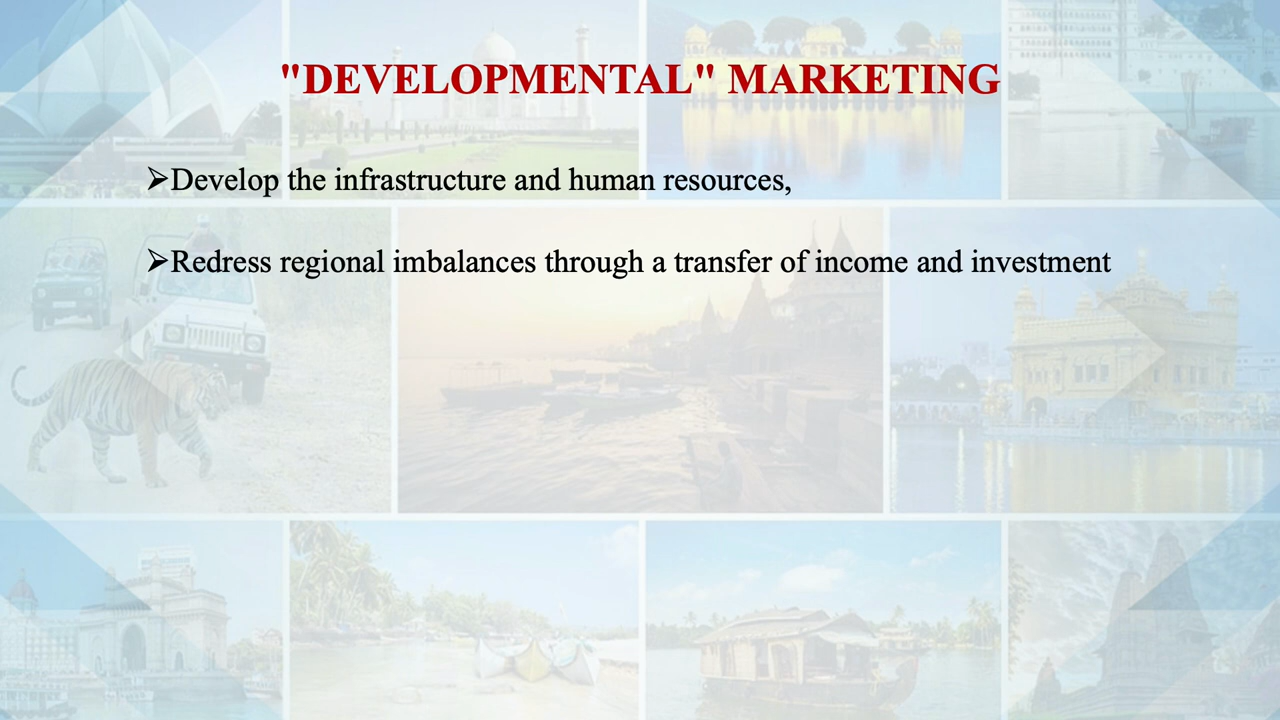 "DEVELOPMENTAL" MARKETING
➢Develop the infrastructure and human resources,
➢Redress regional imbalances through a transfer of income and investment